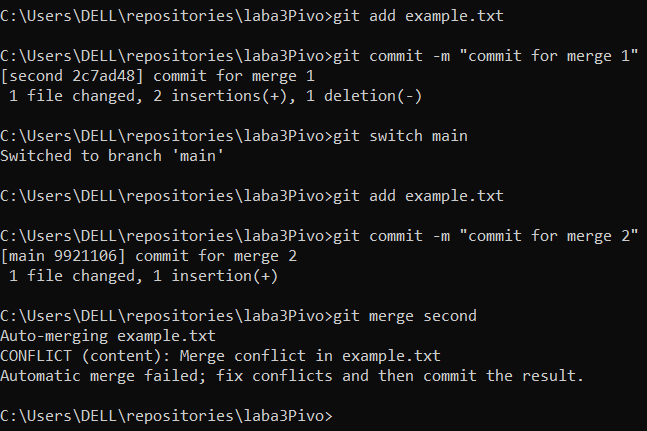 C:\Users\DELL\repositories\laba3Pivo>git add example.txt
C:\Users\DELL\repositories\laba3Pivo>git commit -m "commit for merge 1"
[second 2c7ad48] commit for merge 1
 1 file changed, 2 insertions(+), 1 deletion(-)
C:\Users\DELL\repositories\laba3Pivo>git switch main
Switched to branch 'main'
C:\Users\DELL\repositories\laba3Pivo>git add example.txt
C:\Users\DELL\repositories\laba3Pivo>git commit -m "commit for merge 2"
[main 9921106] commit for merge 2
 1 file changed, 1 insertion(+)
C:\Users\DELL\repositories\laba3Pivo>git merge second
Auto-merging example.txt
CONFLICT (content): Merge conflict in example.txt
Automatic merge failed; fix conflicts and then commit the result.
C:\Users\DELL\repositories\laba3Pivo>